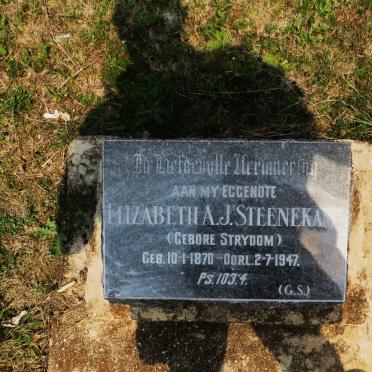 In Liefdevolle Herinnering
AAN MY EGGENOTE
ELIZABETH A.J. STEENEKAMP
(GEBORE STRYDOM)
GEB. 10-1-1870 - OORL. 2-7-1947.
PS. 103.4.
(G.S.)